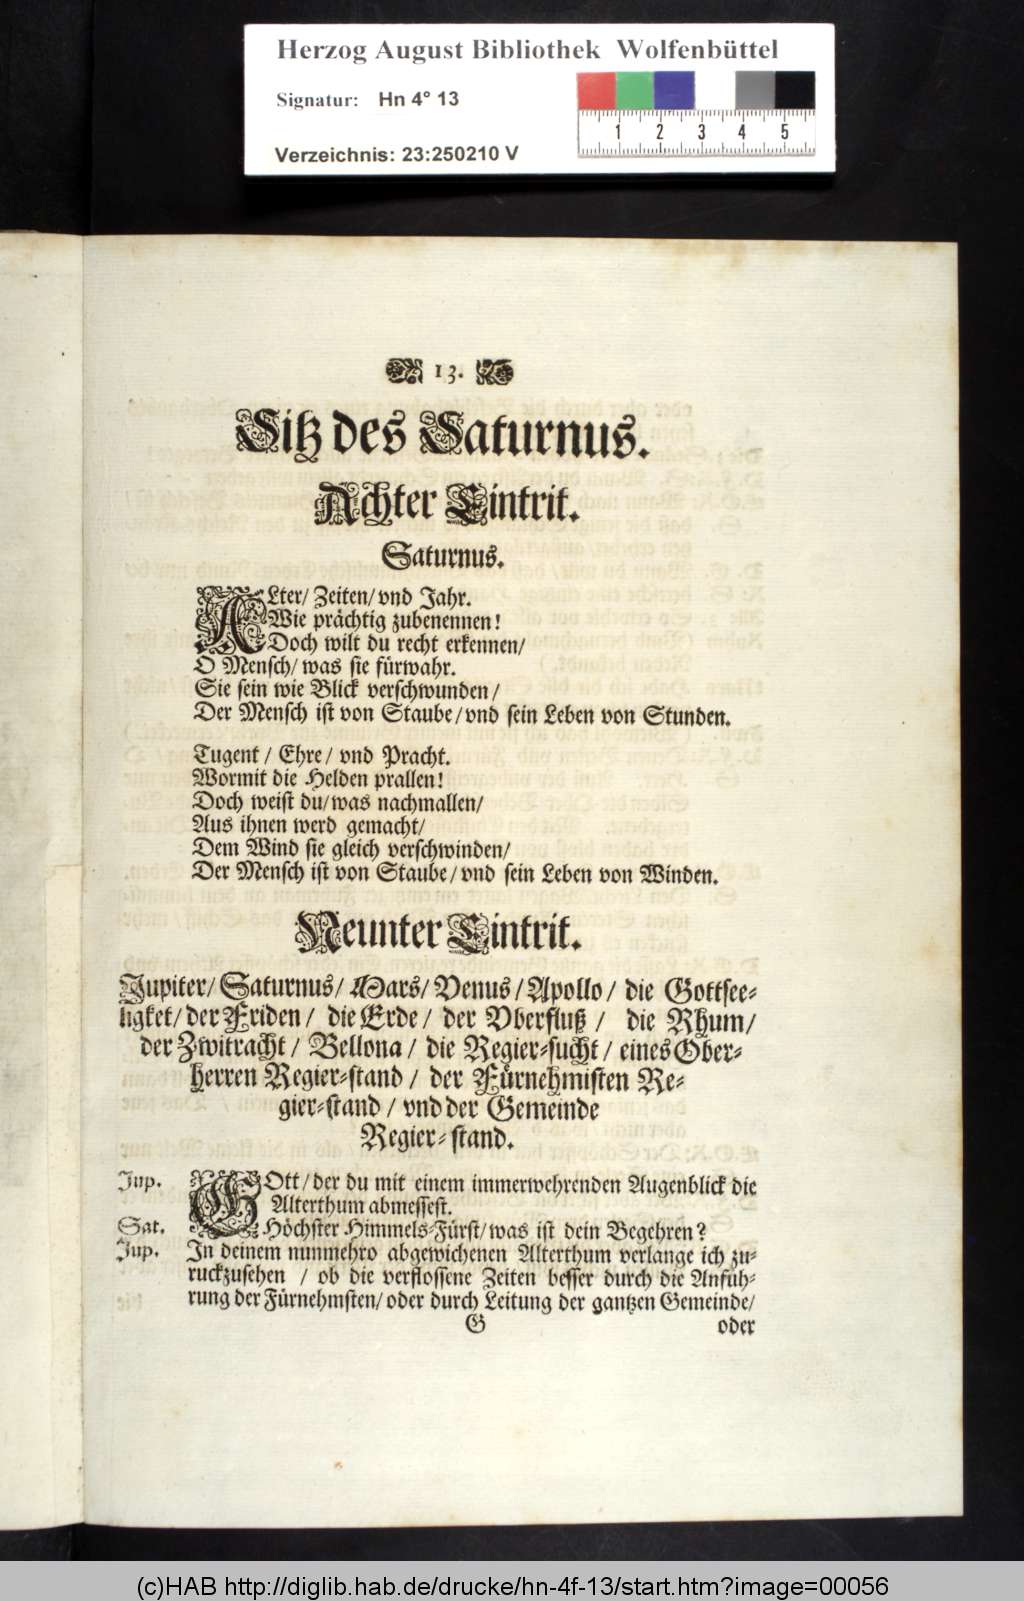 Herzog August Bibliothek Wolfenbüttel
Signatur: Hn 4° 13
Verzeichnis: 23:250210 V
1 2 3 4 5
13.
Sitz des Saturnus.
Achter Eintrit.
Saturnus.
ALter/ Zeiten/ vnd Jahr.
Wie prächtig zubenennen!
Doch wilt du recht erkennen/
O Mensch/ was sie fürwahr.
Sie sein wie Blick verschwunden/
Der Mensch ist von Staube/ vnd sein Leben von Stunden.
Tugent/ Ehre/ vnd Pracht.
Wormit die Helden prallen!
Doch weist du/ was nachmallen/
Aus ihnen werd gemacht/
Dem Wind sie gleich verschwinden/
Der Mensch ist von Staube/ vnd sein Leben von Winden.
Neunter Eintrit.
Jupiter/ Saturnus/ Mars/ Venus/ Apollo/ die Gottsee-
ligket/ der Friden/ die Erde/ der Vberfluß/ die Rhum/
der Zwitracht/ Bellona/ die Regier-sucht/ eines Ober-
herren Regier-stand/ der Fürnehmisten Re-
gier-stand/ vnd der Gemeinde
Regier-stand.
Jup. GOtt/ der du mit einem immerwehrenden Augenblick die
Alterthum abmessest.
Sat. Höchster Himmels-Fürst/ was ist dein Begehren?
Jup. In deinem nunmehro abgewichenen Alterthum verlange ich zu-
ruckzusehen/ ob die verflossene Zeiten besser durch die Anfüh-
rung der Fürnehmsten/ oder durch Leitung der gantzen Gemeinde/
G oder
(c)HAB http://diglib.hab.de/drucke/hn-4f-13/start.htm?image=00056